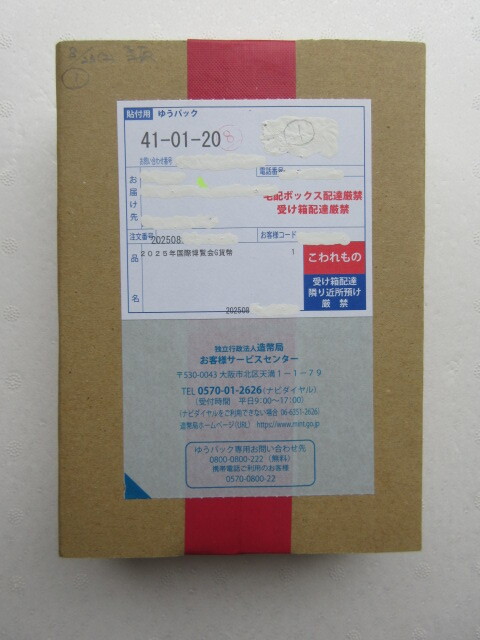 貼付用 ゆうパック
41-01-20
8
1
お問い合わせ番号
お届け先
電話番号
宅配ボックス配達厳禁
受け箱配達厳禁
注文番号
202508
お客様コード
品名
2025年国際博覧会6貨幣
1
こわれもの
受け箱配達
隣り近所預け
厳 禁
202508
独立行政法人造幣局
お客様サービスセンター
〒530-0043 大阪市北区天満1-1-79
TEL 0570-01-2626(ナビダイヤル)
(受付時間 平日9:00~17:00)
(ナビダイヤルをご利用できない場合 06-6351-2626)
造幣局ホームページ(URL) https://www.mint.go.jp
ゆうパック専用お問い合わせ先
0800-0800-222(無料)
携帯電話ご利用のお客様
0570-0800-22